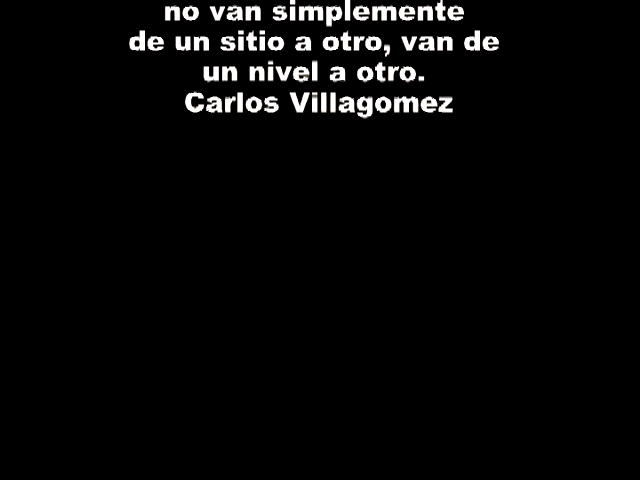 no van simplemente
de un sitio a otro, van de
un nivel a otro.
Carlos Villagomez